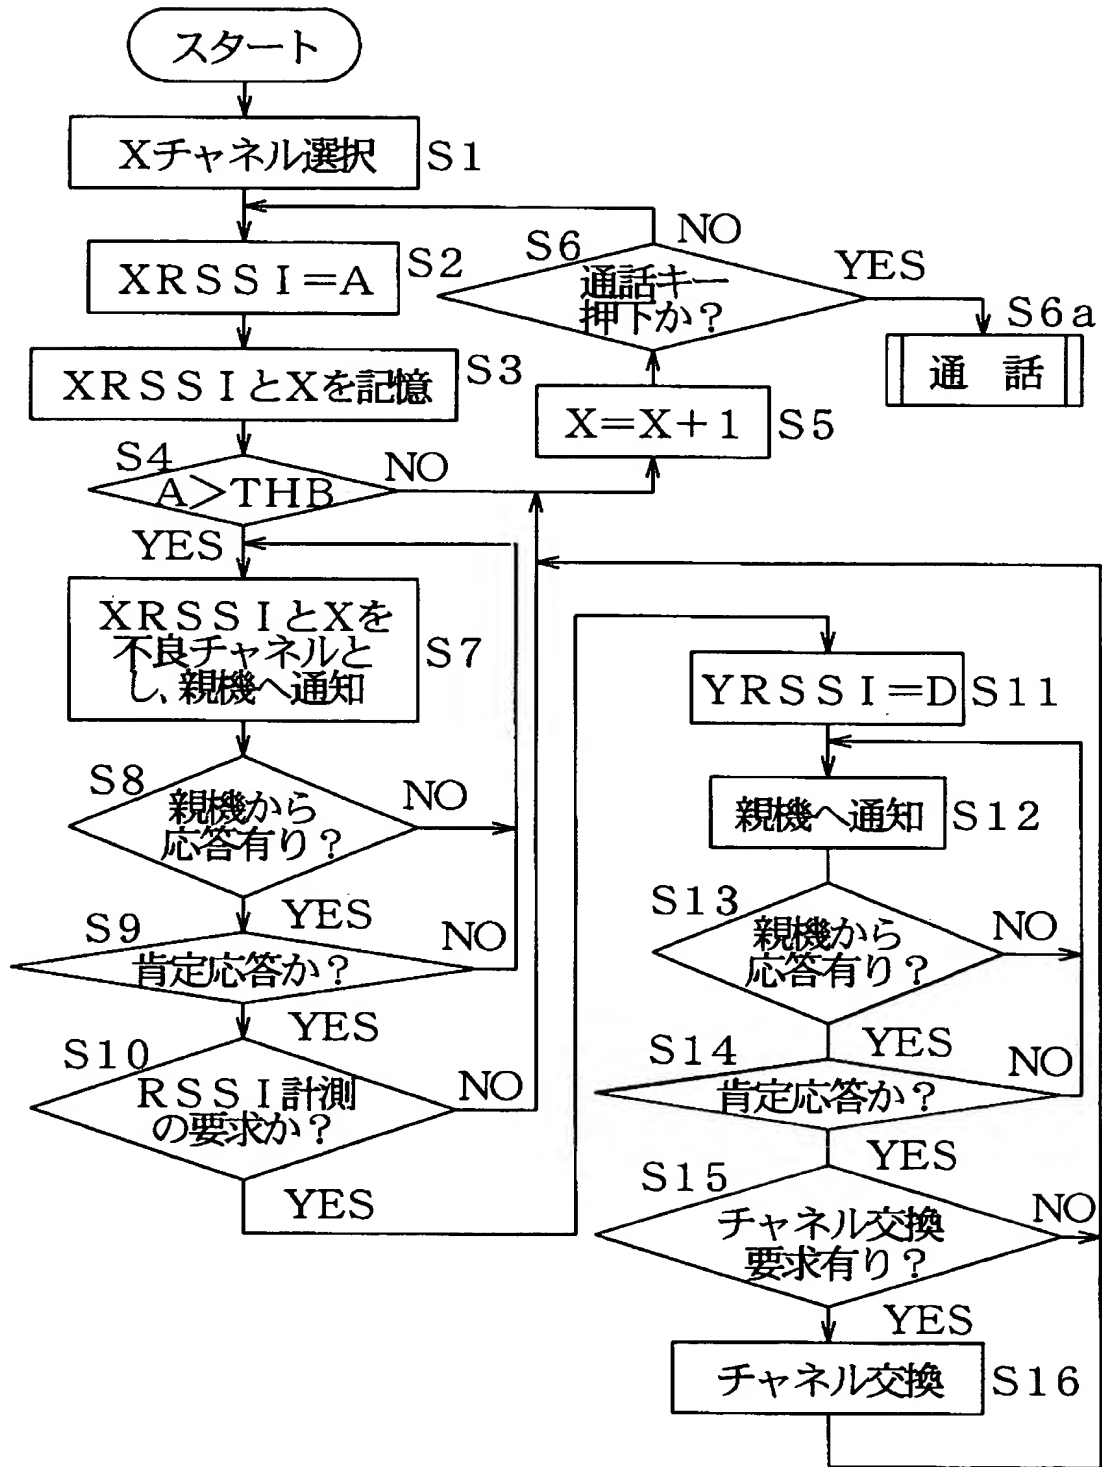 スタート
Xチャネル選択
S1
XRSSI=A
S2
XRSSIとXを記憶
S3
S4
A>THB
NO
YES
X=X+1
S5
S6
通話キー
押下か?
NO
YES
S6a
通 話
XRSSIとXを
不良チャネルと
し、親機へ通知
S7
S8
親機から
応答有り?
NO
YES
S9
肯定応答か?
NO
YES
S10
RSSI計測
の要求か?
NO
YES
YRSSI=D
S11
親機へ通知
S12
S13
親機から
応答有り?
NO
YES
S14
肯定応答か?
NO
YES
S15
チャネル交換
要求有り?
NO
YES
チャネル交換
S16